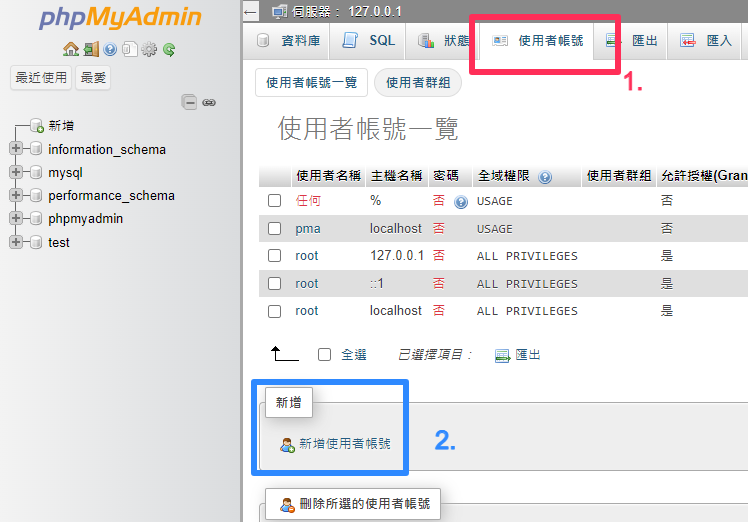 phpMyAdmin
最近使用 最愛
新增
information_schema
mysql
performance_schema
phpmyadmin
test
伺服器： 127.0.0.1
資料庫 SQL 狀態 使用者帳號 匯出 匯入
1.
使用者帳號一覽 使用者群組
使用者帳號一覽
使用者名稱 主機名稱 密碼 全域權限 使用者群組 允許授權(Gran
任何 % 否 USAGE 否
pma localhost 否 USAGE 否
root 127.0.0.1 否 ALL PRIVILEGES 是
root ::1 否 ALL PRIVILEGES 是
root localhost 否 ALL PRIVILEGES 是
全選 已選擇項目： 匯出
新增
新增使用者帳號
2.
刪除所選的使用者帳號